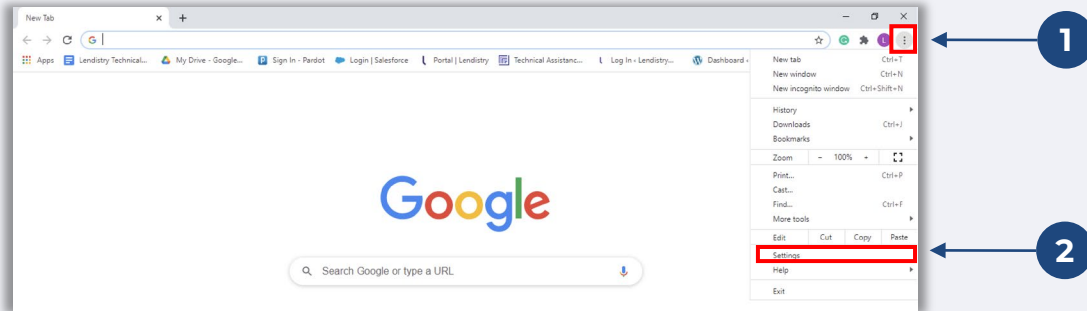 New Tab
G
L
1
Apps Lendistry Technical... My Drive - Google... Sign In - Pardot Login | Salesforce Portal | Lendistry Technical Assistanc... Log In ‹ Lendistry... Dashboard ‹
New tab Ctrl+T
New window Ctrl+N
New incognito window Ctrl+Shift+N
History
Downloads Ctrl+J
Bookmarks
Zoom - 100% +
Print... Ctrl+P
Cast...
Find... Ctrl+F
More tools
Edit Cut Copy Paste
Settings
2
Help
Exit
Google
Search Google or type a URL